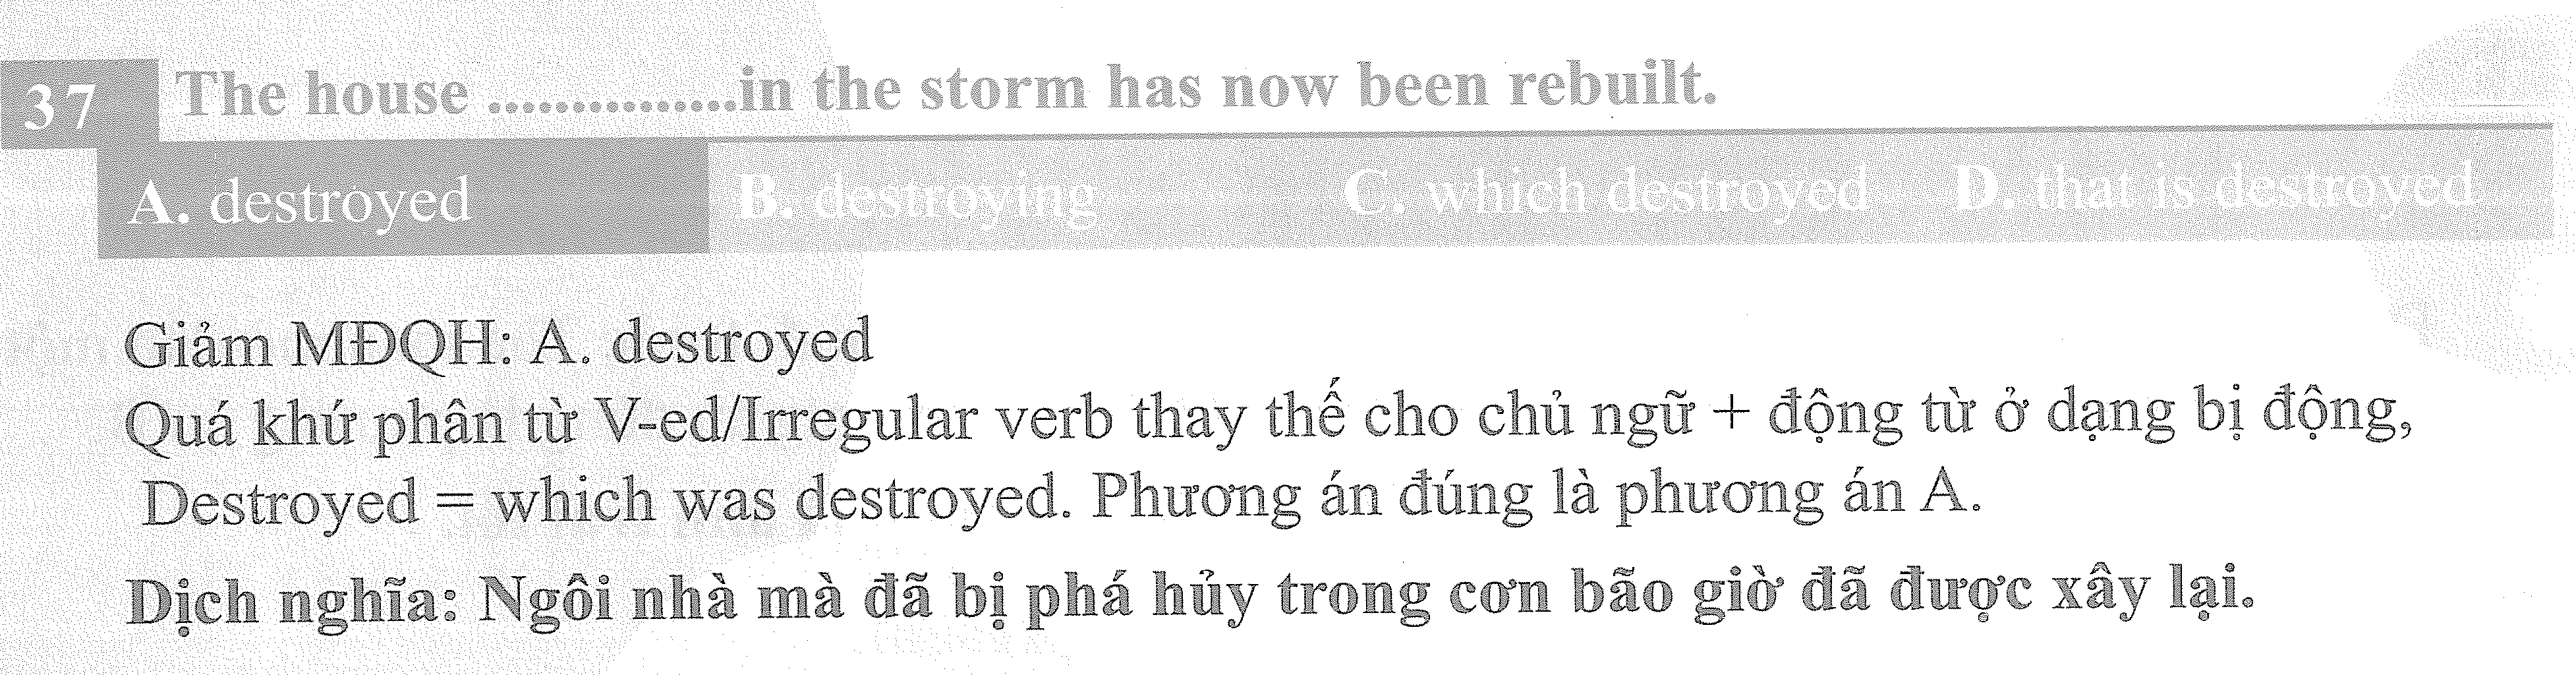 37 The house ...............in the storm has now been rebuilt.
A. destroyed B. destroying C. which destroyed D. that is destroyed
Giảm MĐQH: A. destroyed
Quá khứ phân từ V-ed/Irregular verb thay thế cho chủ ngữ + động từ ở dạng bị động,
Destroyed = which was destroyed. Phương án đúng là phương án A.
Dịch nghĩa: Ngôi nhà mà đã bị phá hủy trong cơn bão giờ đã được xây lại.